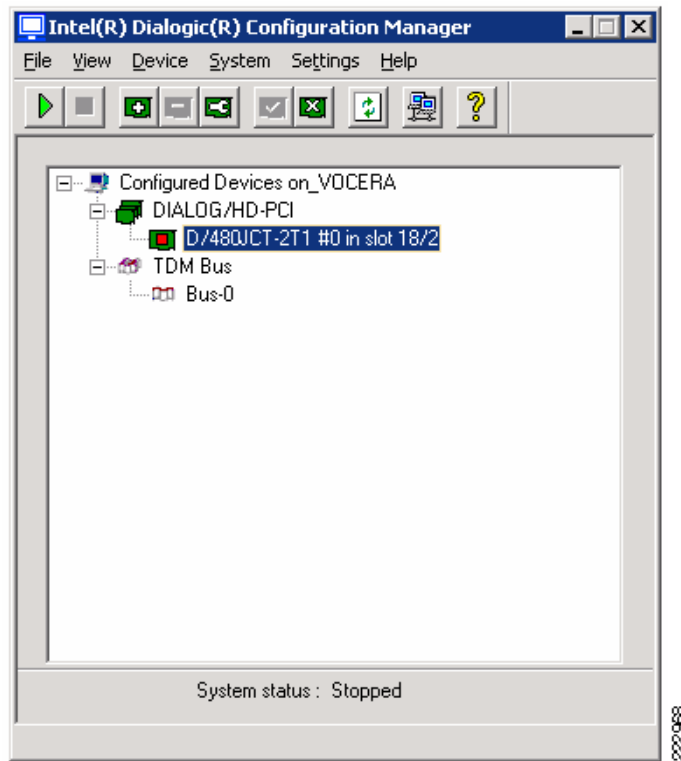 Intel(R) Dialogic(R) Configuration Manager
File View Device System Settings Help
Configured Devices on_VOCERA
DIALOG/HD-PCI
D/480JCT-2T1 #0 in slot 18/2
TDM Bus
Bus-0
System status : Stopped
222968